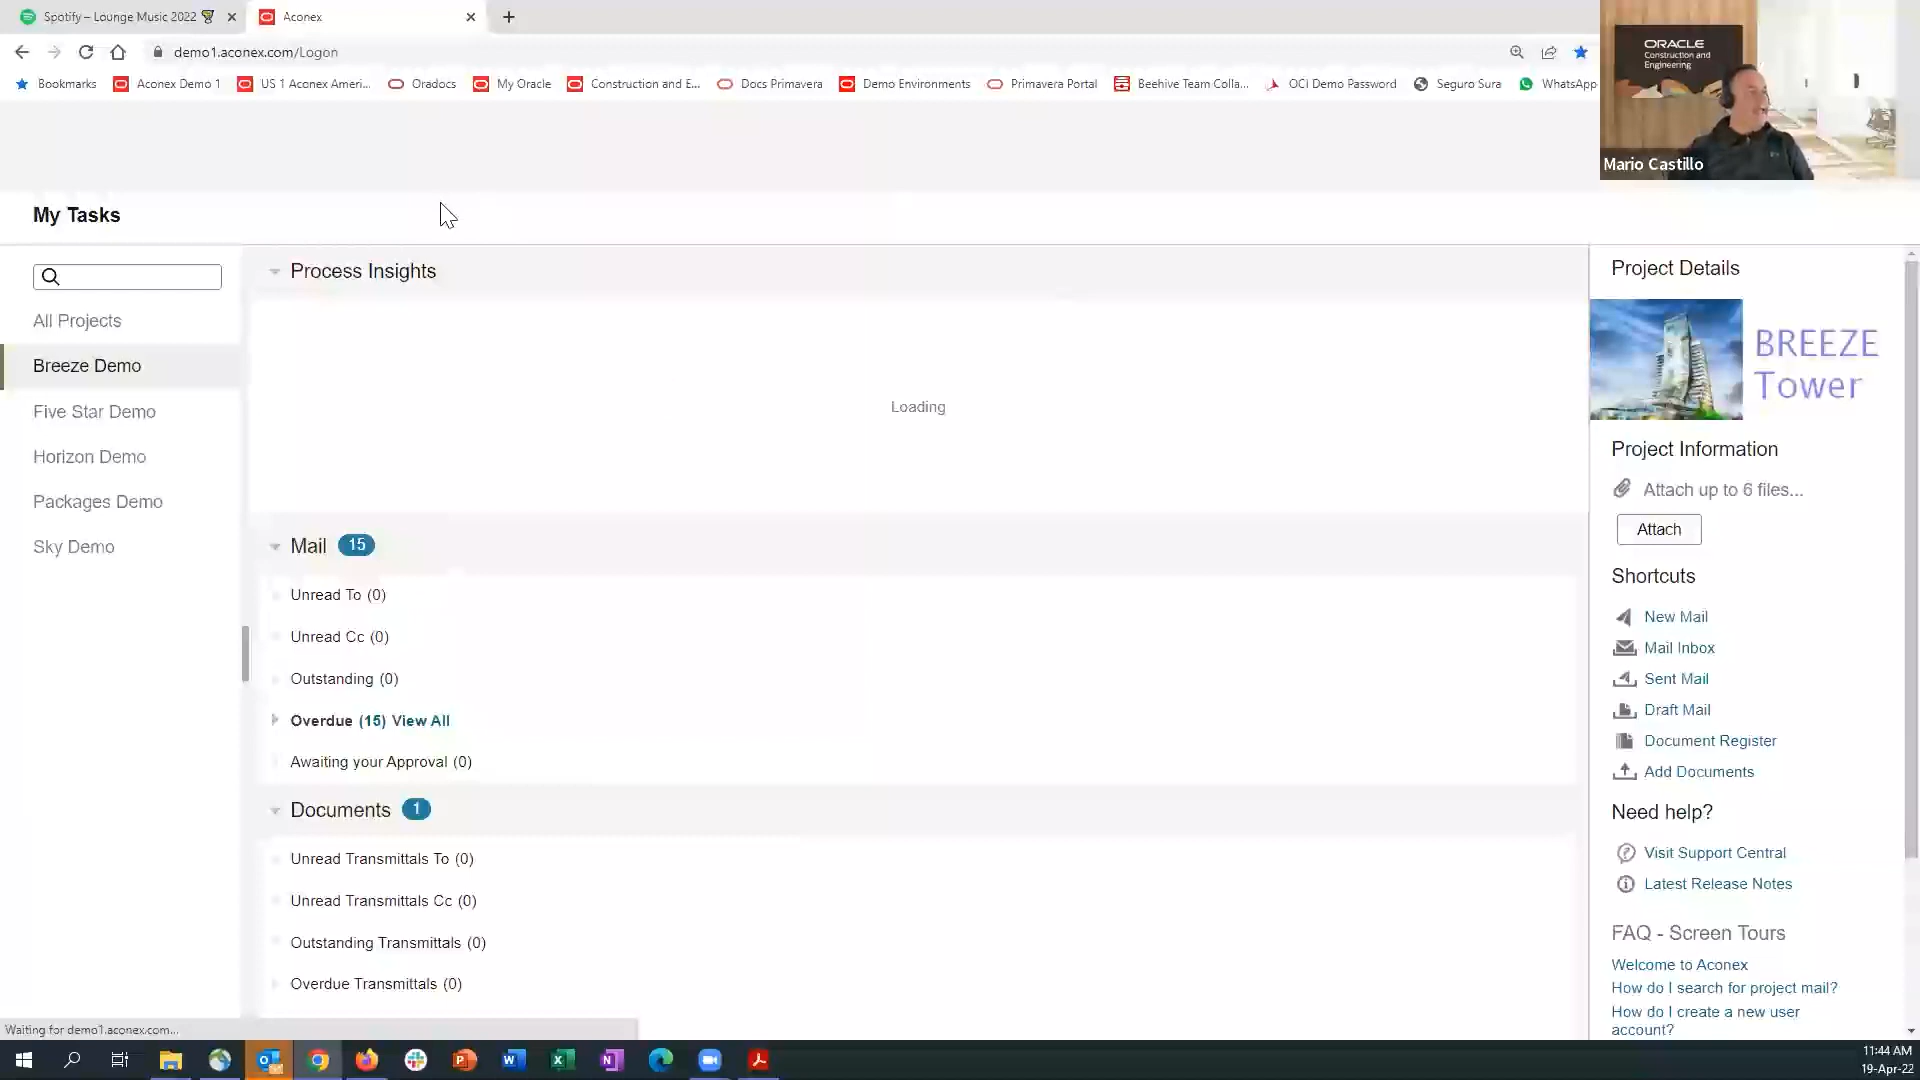 Spotify – Lounge Music 2022
Aconex
demo1.aconex.com/Logon
Bookmarks
Aconex Demo 1
US 1 Aconex Ameri...
Oradocs
My Oracle
Construction and E...
Docs Primavera
Demo Environments
Primavera Portal
Beehive Team Colla...
OCI Demo Password
Seguro Sura
WhatsApp
ORACLE
Construction and
Engineering
Mario Castillo
My Tasks
All Projects
Breeze Demo
Five Star Demo
Horizon Demo
Packages Demo
Sky Demo
Process Insights
Loading
Mail 15
Unread To (0)
Unread Cc (0)
Outstanding (0)
Overdue (15) View All
Awaiting your Approval (0)
Documents 1
Unread Transmittals To (0)
Unread Transmittals Cc (0)
Outstanding Transmittals (0)
Overdue Transmittals (0)
Project Details
BREEZE
Tower
Project Information
Attach up to 6 files...
Attach
Shortcuts
New Mail
Mail Inbox
Sent Mail
Draft Mail
Document Register
Add Documents
Need help?
Visit Support Central
Latest Release Notes
FAQ - Screen Tours
Welcome to Aconex
How do I search for project mail?
How do I create a new user
account?
Waiting for demo1.aconex.com...
11:44 AM
19-Apr-22